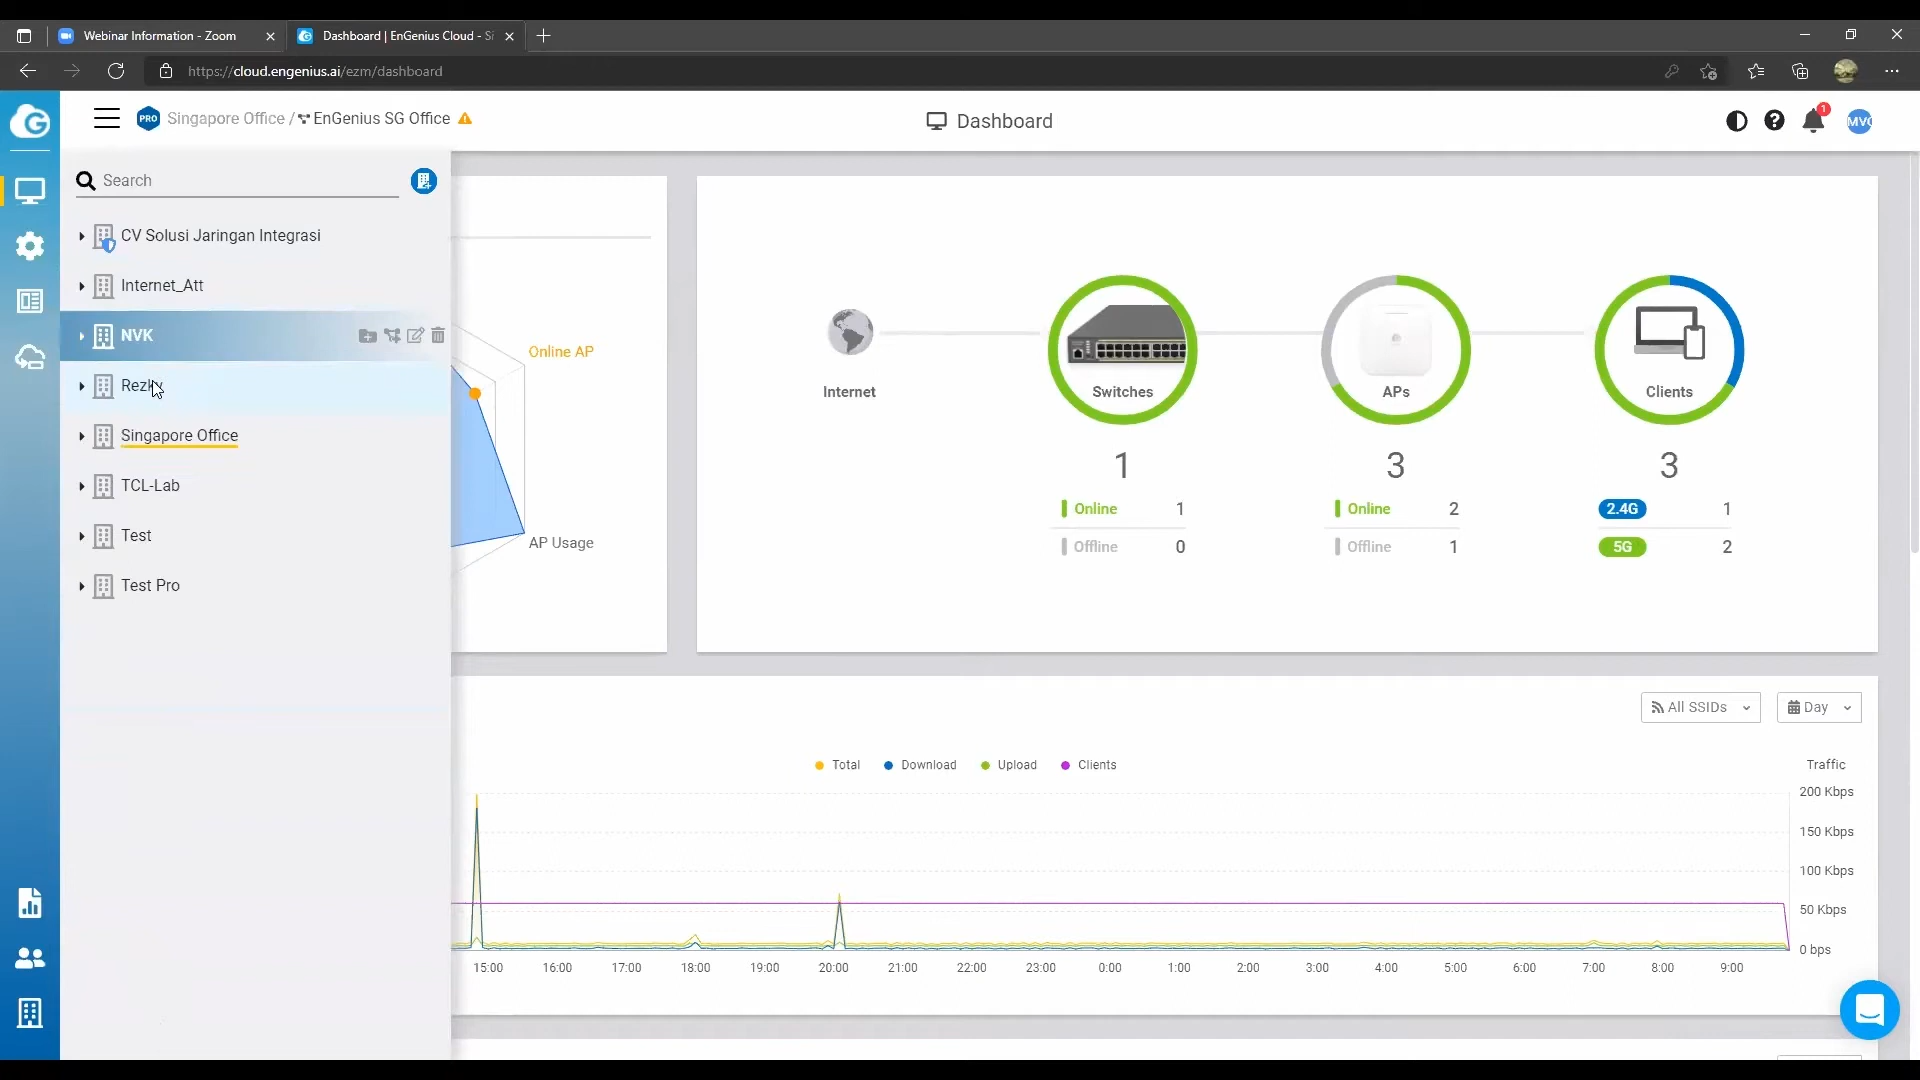 Webinar Information - Zoom
Dashboard | EnGenius Cloud - Si
https://cloud.engenius.ai/ezm/dashboard
PRO Singapore Office / EnGenius SG Office
Dashboard
1
MVC
Search
CV Solusi Jaringan Integrasi
Internet_Att
NVK
Singapore Office
TCL-Lab
Test
Test Pro
Online AP
AP Usage
Internet
Switches
APs
Clients
1
3
3
Online 1
Online 2
2.4G 1
Offline 0
Offline 1
5G 2
All SSIDs
Day
Total
Download
Upload
Clients
Traffic
200 Kbps
150 Kbps
100 Kbps
50 Kbps
0 bps
15:00 16:00 17:00 18:00 19:00 20:00 21:00 22:00 23:00 0:00 1:00 2:00 3:00 4:00 5:00 6:00 7:00 8:00 9:00